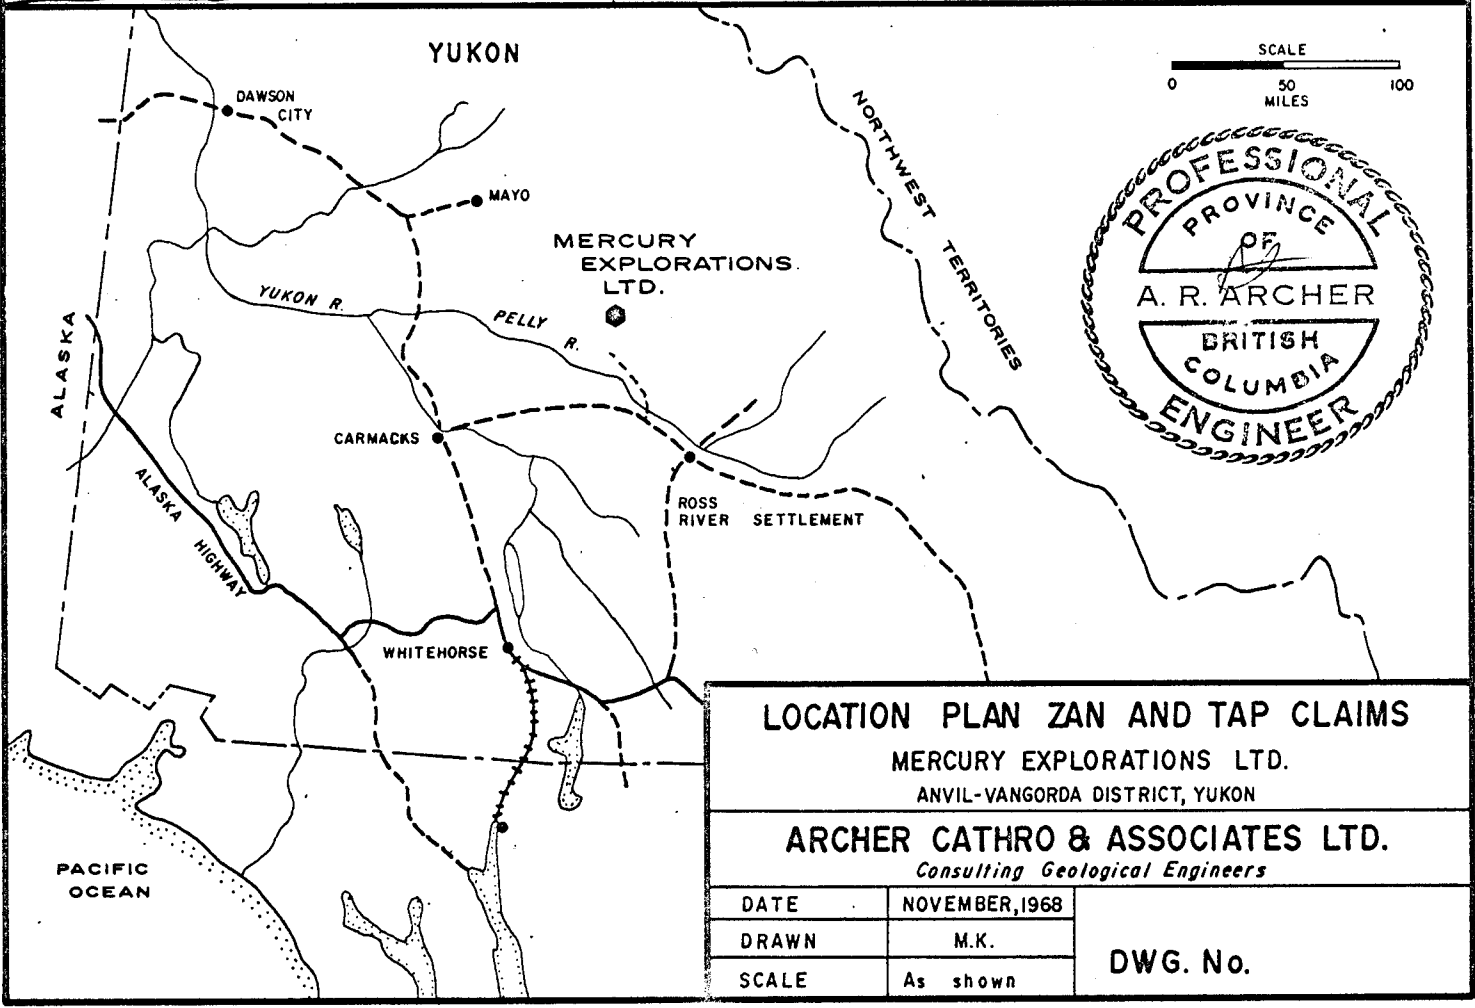 YUKON
SCALE
0 50 100
MILES
DAWSON
CITY
MAYO
NORTHWEST TERRITORIES
MERCURY
EXPLORATIONS
LTD.
YUKON R.
PELLY
R.
ALASKA
CARMACKS
ALASKA
HIGHWAY
ROSS
RIVER SETTLEMENT
WHITEHORSE
PACIFIC
OCEAN
PROFESSIONAL
PROVINCE
OF
A. R. ARCHER
BRITISH
COLUMBIA
ENGINEER
LOCATION PLAN ZAN AND TAP CLAIMS
MERCURY EXPLORATIONS LTD.
ANVIL-VANGORDA DISTRICT, YUKON
ARCHER CATHRO & ASSOCIATES LTD.
Consulting Geological Engineers
DATE NOVEMBER, 1968
DRAWN M.K.
SCALE As shown
DWG. No.